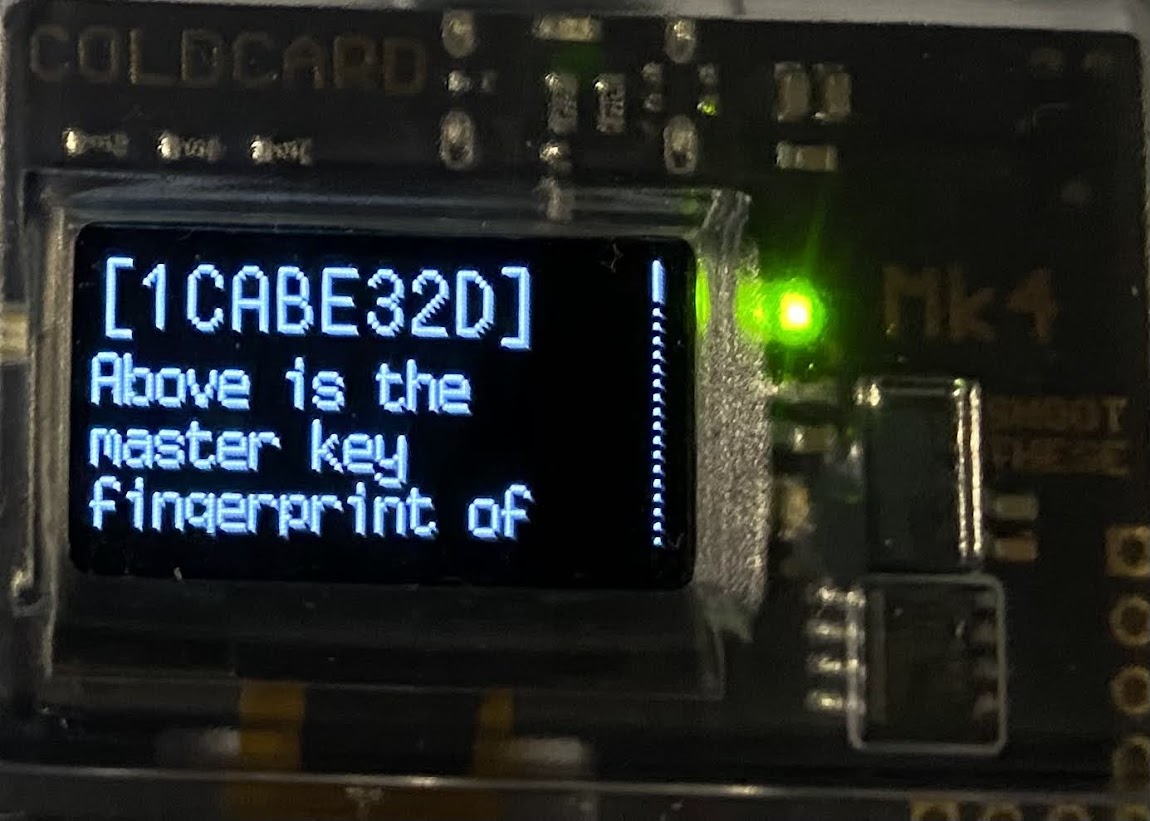 COLDCARD
[1CABE32D]
Above is the
master key
fingerprint of
Mk4